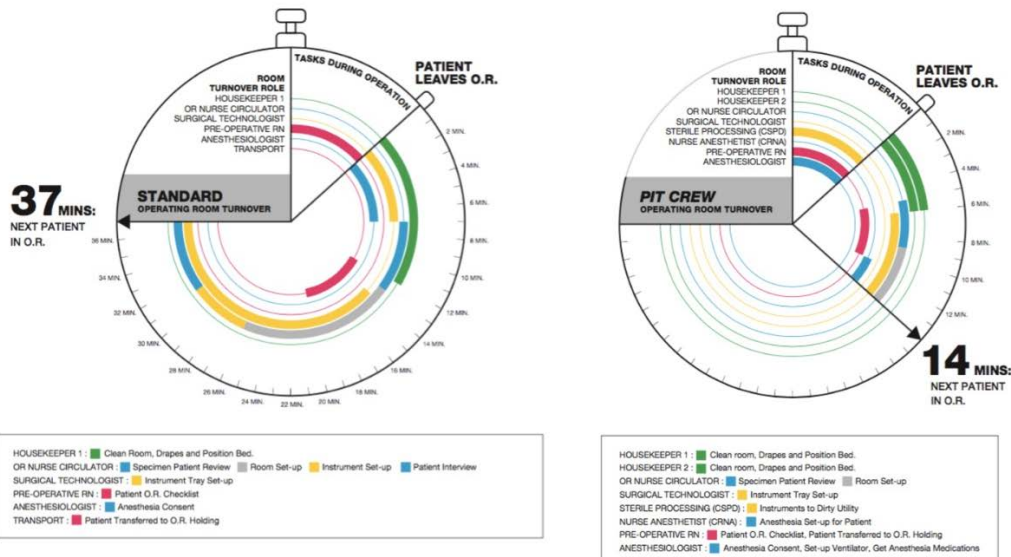 TASKS DURING OPERATION
PATIENT
LEAVES O.R.
ROOM
TURNOVER ROLE
HOUSEKEEPER 1
OR NURSE CIRCULATOR
SURGICAL TECHNOLOGIST
PRE-OPERATIVE RN
ANESTHESIOLOGIST
TRANSPORT
STANDARD
OPERATING ROOM TURNOVER
37 MINS:
NEXT PATIENT
IN O.R.
2 MIN.
4 MIN.
6 MIN.
8 MIN.
10 MIN.
12 MIN.
14 MIN.
16 MIN.
18 MIN.
20 MIN.
22 MIN.
24 MIN.
26 MIN.
28 MIN.
30 MIN.
32 MIN.
34 MIN.
36 MIN.
HOUSEKEEPER 1 : Clean Room, Drapes and Position Bed.
OR NURSE CIRCULATOR : Specimen Patient Review Room Set-up Instrument Set-up Patient Interview
SURGICAL TECHNOLOGIST : Instrument Tray Set-up
PRE-OPERATIVE RN : Patient O.R. Checklist
ANESTHESIOLOGIST : Anesthesia Consent
TRANSPORT : Patient Transferred to O.R. Holding
TASKS DURING OPERATION
PATIENT
LEAVES O.R.
ROOM
TURNOVER ROLE
HOUSEKEEPER 1
HOUSEKEEPER 2
OR NURSE CIRCULATOR
SURGICAL TECHNOLOGIST
STERILE PROCESSING (CSPD)
NURSE ANESTHETIST (CRNA)
PRE-OPERATIVE RN
ANESTHESIOLOGIST
PIT CREW
OPERATING ROOM TURNOVER
2 MIN.
4 MIN.
6 MIN.
8 MIN.
10 MIN.
12 MIN.
14 MINS:
NEXT PATIENT
IN O.R.
HOUSEKEEPER 1 : Clean room, Drapes and Position Bed.
HOUSEKEEPER 2 : Clean room, Drapes and Position Bed.
OR NURSE CIRCULATOR : Specimen Patient Review Room Set-up
SURGICAL TECHNOLOGIST : Instrument Tray Set-up
STERILE PROCESSING (CSPD) : Instruments to Dirty Utility
NURSE ANESTHETIST (CRNA) : Anesthesia Set-up for Patient
PRE-OPERATIVE RN : Patient O.R. Checklist, Patient Transferred to O.R. Holding
ANESTHESIOLOGIST : Anesthesia Consent, Set-up Ventilator, Get Anesthesia Medications